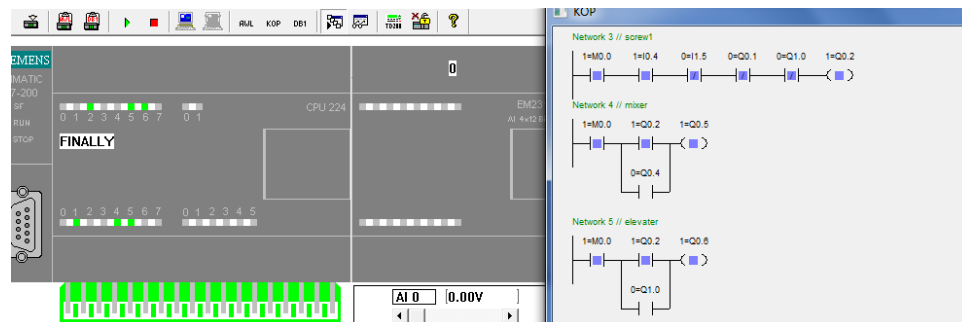 AWL KOP DB1
EMENS
MATIC
7-200
SF
RUN
STOP
0 1 2 3 4 5 6 7 0 1
CPU 224
FINALLY
0 1 2 3 4 5 6 7 0 1 2 3 4 5
0
EM23
AI 4x12 B
AI 0 0.00V
KOP
Network 3 // screw1
1=M0.0 1=I0.4 0=I1.5 0=Q0.1 0=Q1.0 1=Q0.2
Network 4 // mixer
1=M0.0 1=Q0.2 1=Q0.5
0=Q0.4
Network 5 // elevater
1=M0.0 1=Q0.2 1=Q0.6
0=Q1.0